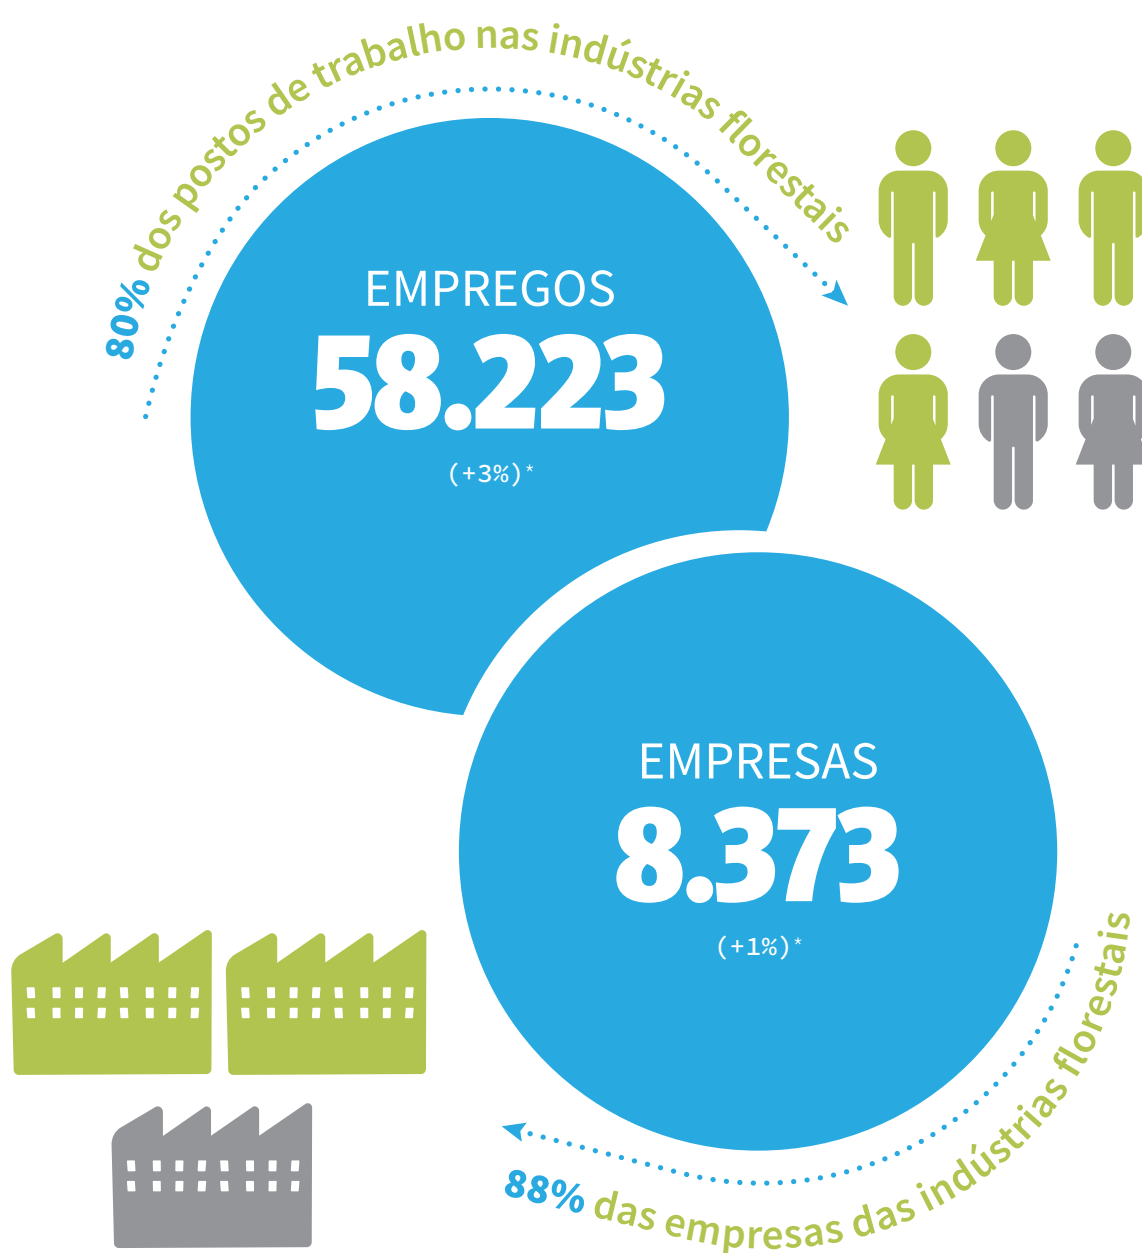 80% dos postos de trabalho nas indústrias florestais
EMPREGOS
58.223
(+3%)*
EMPRESAS
8.373
(+1%)*
88% das empresas das indústrias florestais